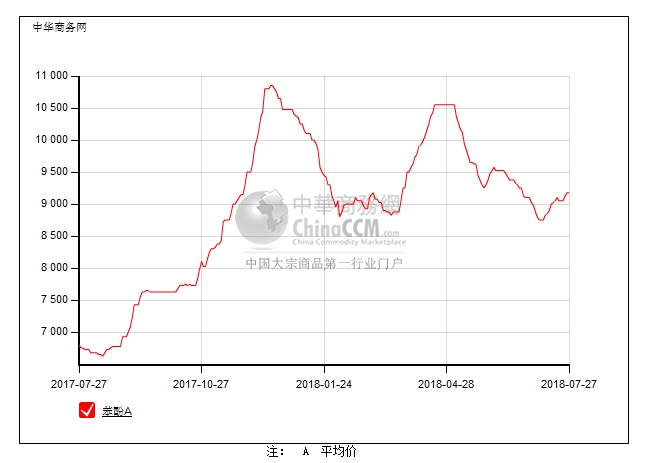 中华商务网
11 000
10 500
10 000
9 500
9 000
8 500
8 000
7 500
7 000
中華商務網
ChinaCCM.com
China Commodity Marketplace
中国大宗商品第一行业门户
2017-07-27 2017-10-27 2018-01-24 2018-04-28 2018-07-27
苯酚A
注： A 平均价